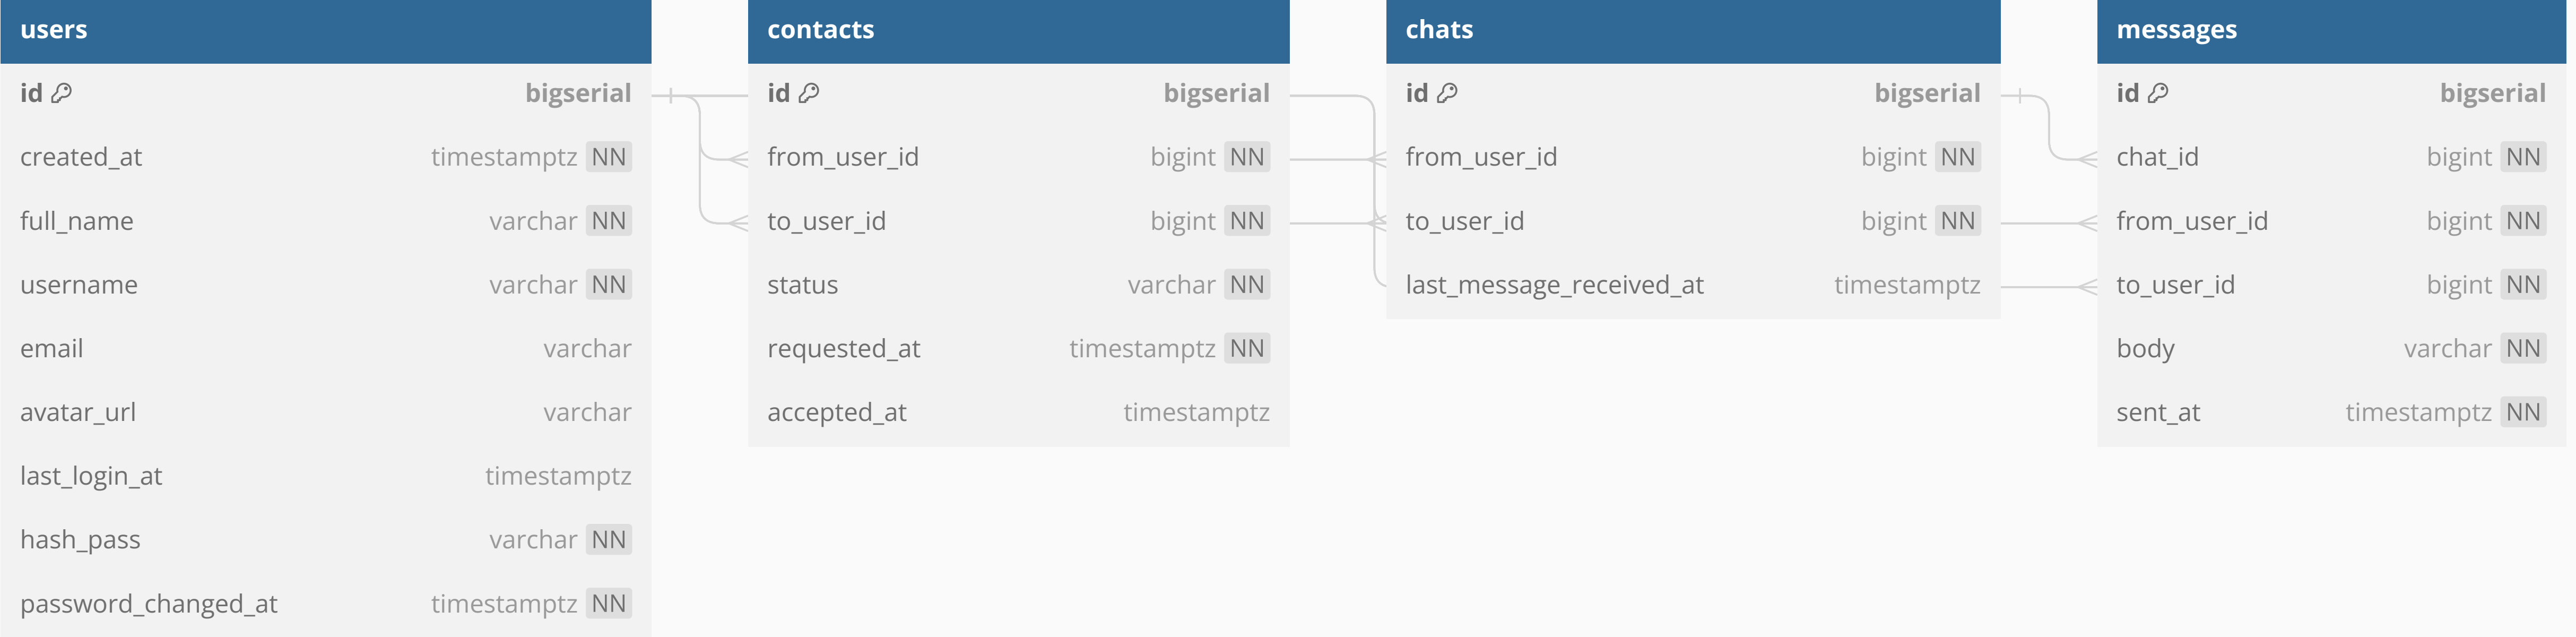 users
id bigserial
created_at timestamptz NN
full_name varchar NN
username varchar NN
email varchar
avatar_url varchar
last_login_at timestamptz
hash_pass varchar NN
password_changed_at timestamptz NN
contacts
id bigserial
from_user_id bigint NN
to_user_id bigint NN
status varchar NN
requested_at timestamptz NN
accepted_at timestamptz
chats
id bigserial
from_user_id bigint NN
to_user_id bigint NN
last_message_received_at timestamptz
messages
id bigserial
chat_id bigint NN
from_user_id bigint NN
to_user_id bigint NN
body varchar NN
sent_at timestamptz NN